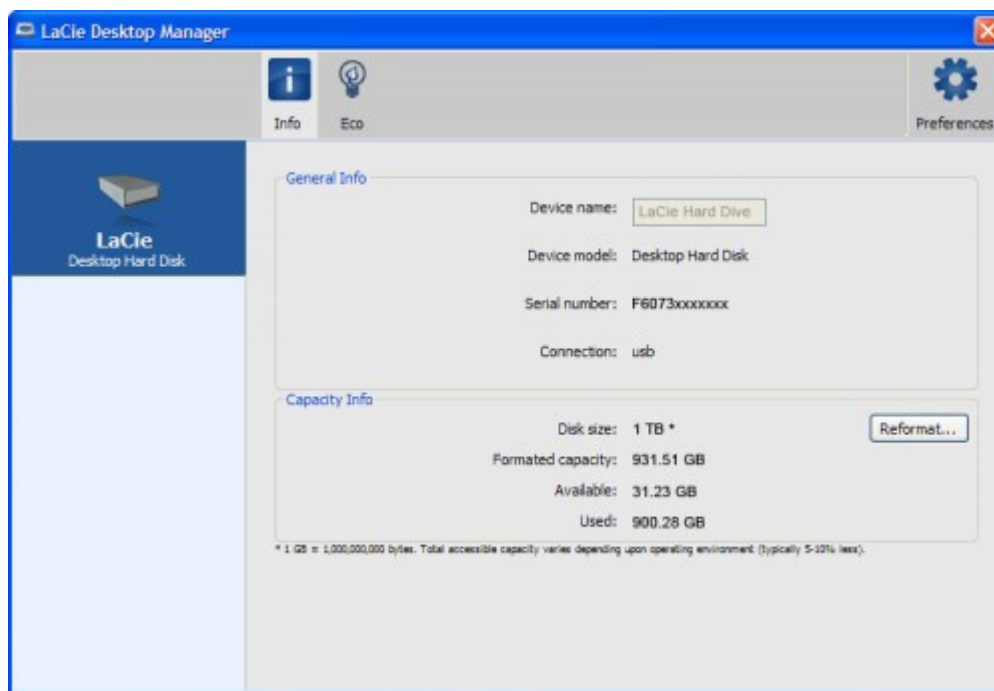 LaCie Desktop Manager
Info
Eco
Preferences
LaCie
Desktop Hard Disk
General Info
Device name: LaCie Hard Dive
Device model: Desktop Hard Disk
Serial number: F6073xxxxxxx
Connection: usb
Capacity Info
Disk size: 1 TB *
Reformat...
Formated capacity: 931.51 GB
Available: 31.23 GB
Used: 900.28 GB
* 1 GB = 1,000,000,000 bytes. Total accessible capacity varies depending upon operating environment (typically 5-10% less).